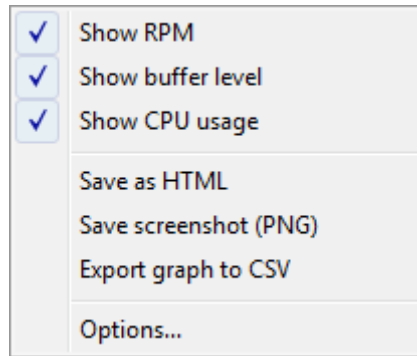 Show RPM
Show buffer level
Show CPU usage
Save as HTML
Save screenshot (PNG)
Export graph to CSV
Options...